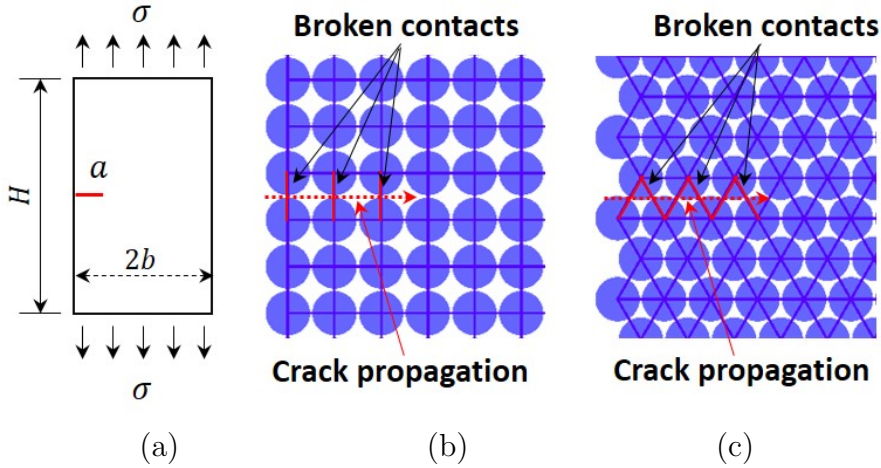 σ
H
a
2b
σ
(a)
Broken contacts
Crack propagation
(b)
Broken contacts
Crack propagation
(c)